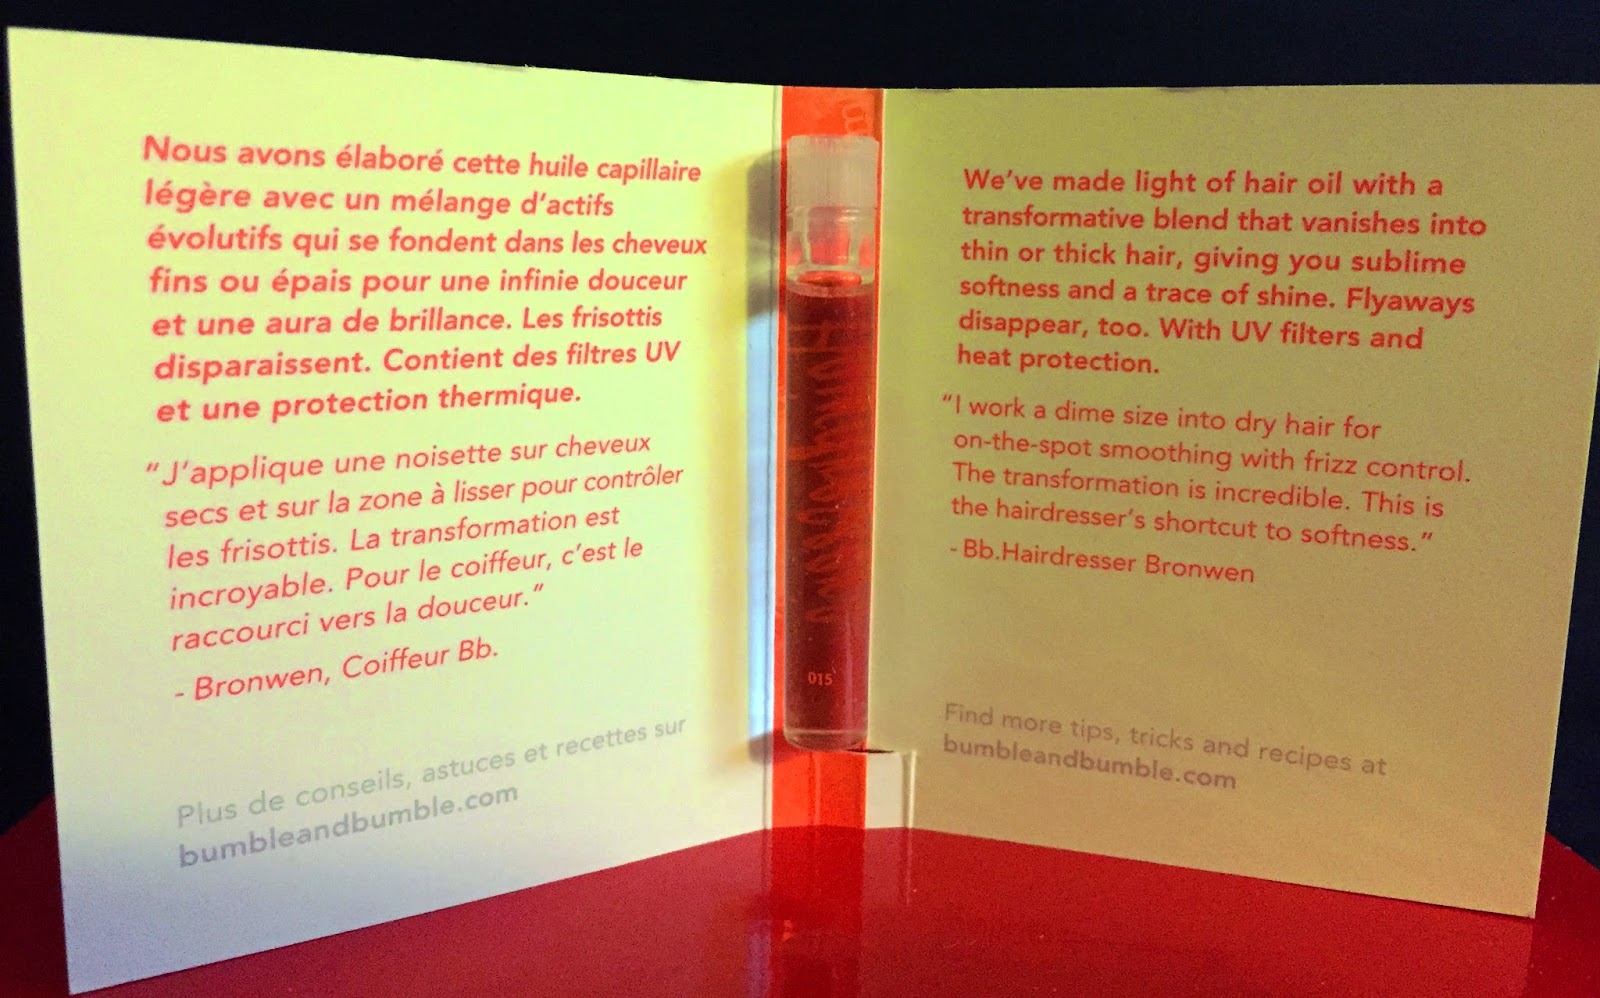 Nous avons élaboré cette huile capillaire
légère avec un mélange d'actifs
évolutifs qui se fondent dans les cheveux
fins ou épais pour une infinie douceur
et une aura de brillance. Les frisottis
disparaissent. Contient des filtres UV
et une protection thermique.
“J'applique une noisette sur cheveux
secs et sur la zone à lisser pour contrôler
les frisottis. La transformation est
incroyable. Pour le coiffeur, c'est le
raccourci vers la douceur.”
- Bronwen, Coiffeur Bb.
Plus de conseils, astuces et recettes sur
bumbleandbumble.com
015
We've made light of hair oil with a
transformative blend that vanishes into
thin or thick hair, giving you sublime
softness and a trace of shine. Flyaways
disappear, too. With UV filters and
heat protection.
“I work a dime size into dry hair for
on-the-spot smoothing with frizz control.
The transformation is incredible. This is
the hairdresser's shortcut to softness.”
- Bb.Hairdresser Bronwen
Find more tips, tricks and recipes at
bumbleandbumble.com